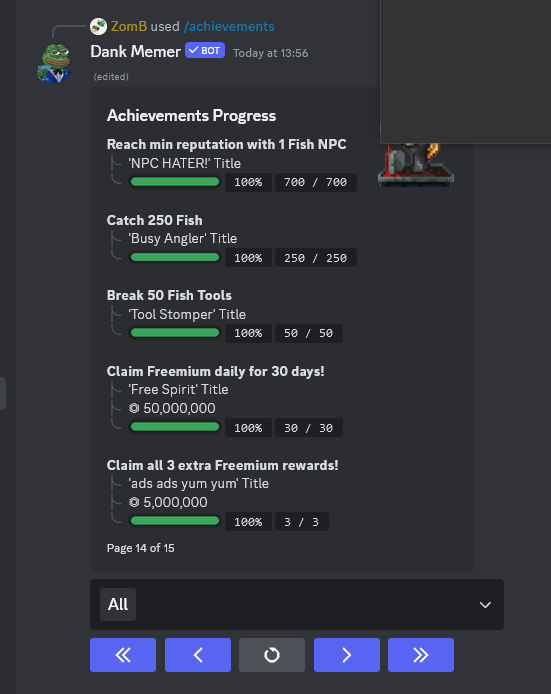 ZomB used /achievements
Dank Memer ✓ BOT Today at 13:56
(edited)
Achievements Progress
Reach min reputation with 1 Fish NPC
'NPC HATER!' Title
100% 700 / 700
Catch 250 Fish
'Busy Angler' Title
100% 250 / 250
Break 50 Fish Tools
'Tool Stomper' Title
100% 50 / 50
Claim Freemium daily for 30 days!
'Free Spirit' Title
⏣ 50,000,000
100% 30 / 30
Claim all 3 extra Freemium rewards!
'ads ads yum yum' Title
⏣ 5,000,000
100% 3 / 3
Page 14 of 15
All